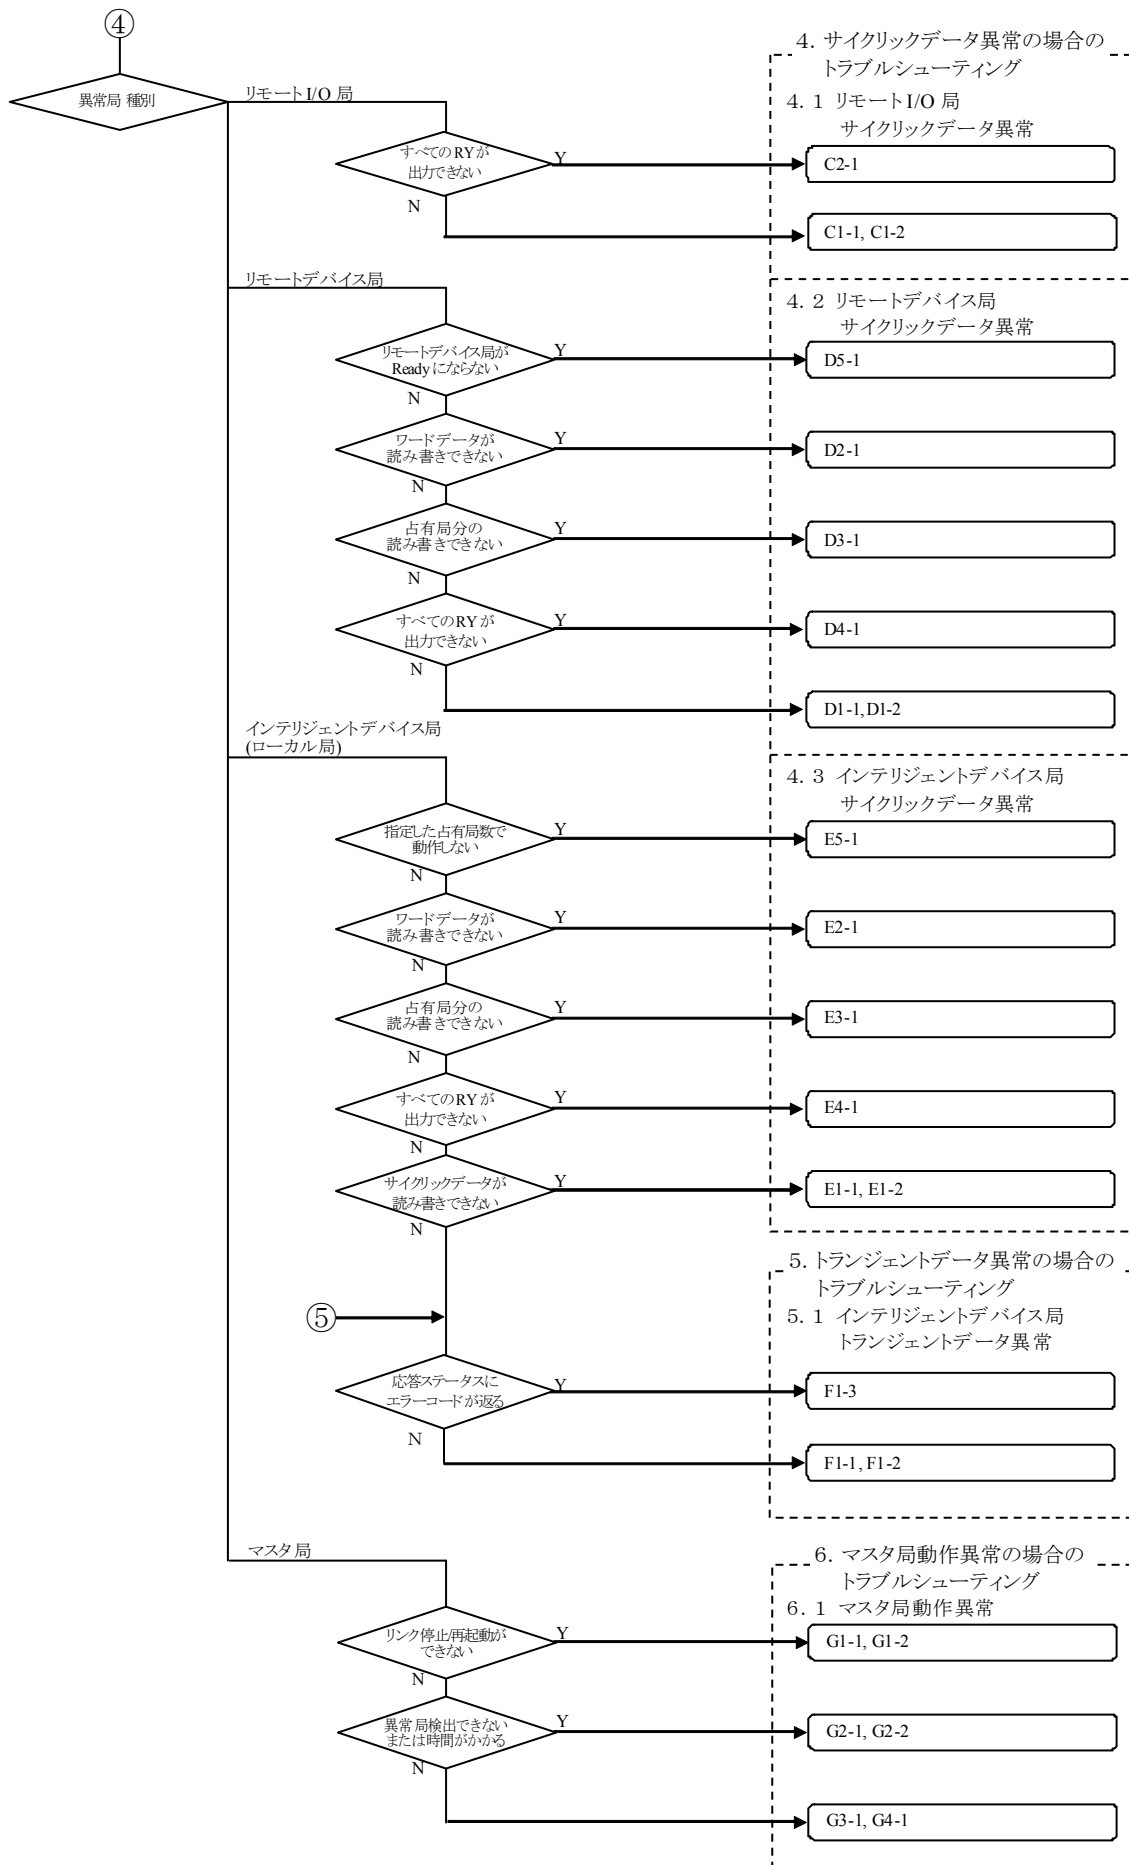 ④
異常局 種別
リモートI/O 局
4. サイクリックデータ異常の場合の
トラブルシューティング
4. 1 リモートI/O 局
サイクリックデータ異常
すべてのRYが
出力できない
Y
C2-1
N
C1-1, C1-2
リモートデバイス局
4. 2 リモートデバイス局
サイクリックデータ異常
リモートデバイス局が
Readyにならない
Y
D5-1
N
ワードデータが
読み書きできない
Y
D2-1
N
占有局分の
読み書きできない
Y
D3-1
N
すべてのRYが
出力できない
Y
D4-1
N
D1-1,D1-2
インテリジェントデバイス局
(ローカル局)
4. 3 インテリジェントデバイス局
サイクリックデータ異常
指定した占有局数で
動作しない
Y
E5-1
N
ワードデータが
読み書きできない
Y
E2-1
N
占有局分の
読み書きできない
Y
E3-1
N
すべてのRYが
出力できない
Y
E4-1
N
サイクリックデータが
読み書きできない
Y
E1-1, E1-2
N
5. トランジェントデータ異常の場合の
トラブルシューティング
5. 1 インテリジェントデバイス局
トランジェントデータ異常
⑤
応答ステータスに
エラーコードが返る
Y
F1-3
N
F1-1, F1-2
マスタ局
6. マスタ局動作異常の場合の
トラブルシューティング
6. 1 マスタ局動作異常
リンク停止/再起動が
できない
Y
G1-1, G1-2
N
異常局検出できない
または時間がかかる
Y
G2-1, G2-2
N
G3-1, G4-1